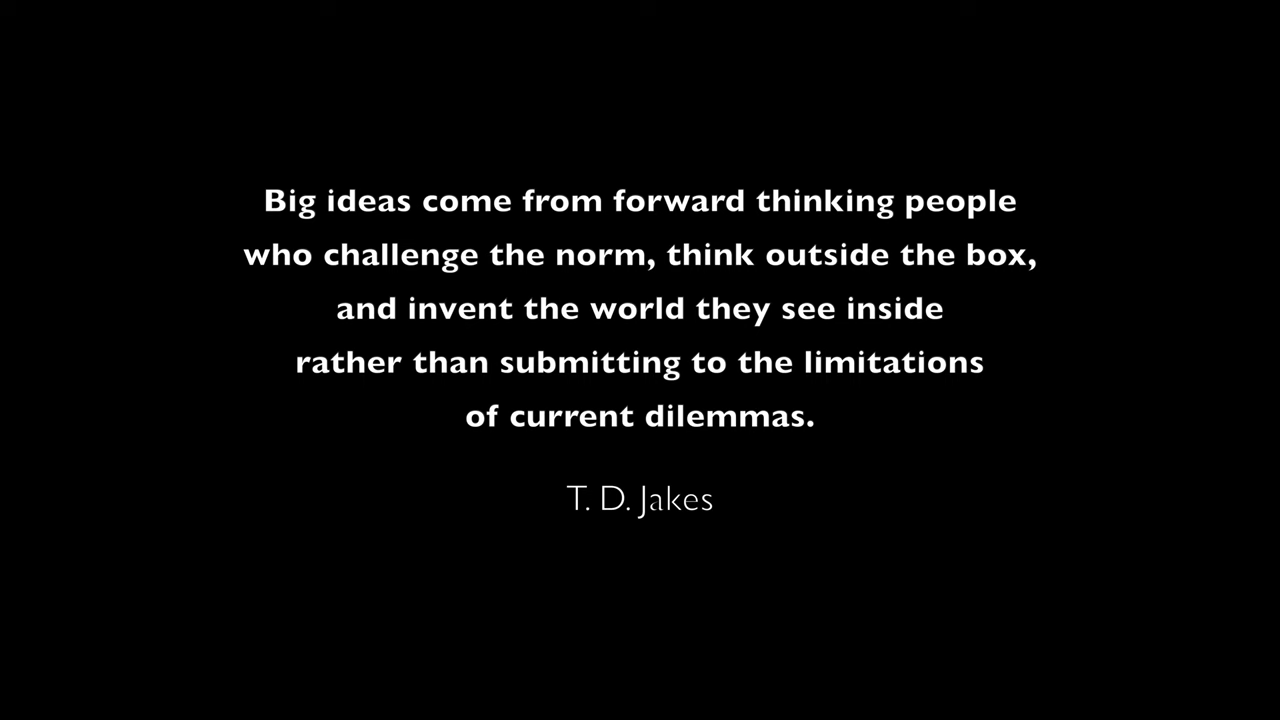 Big ideas come from forward thinking people
who challenge the norm, think outside the box,
and invent the world they see inside
rather than submitting to the limitations
of current dilemmas.
T. D. Jakes